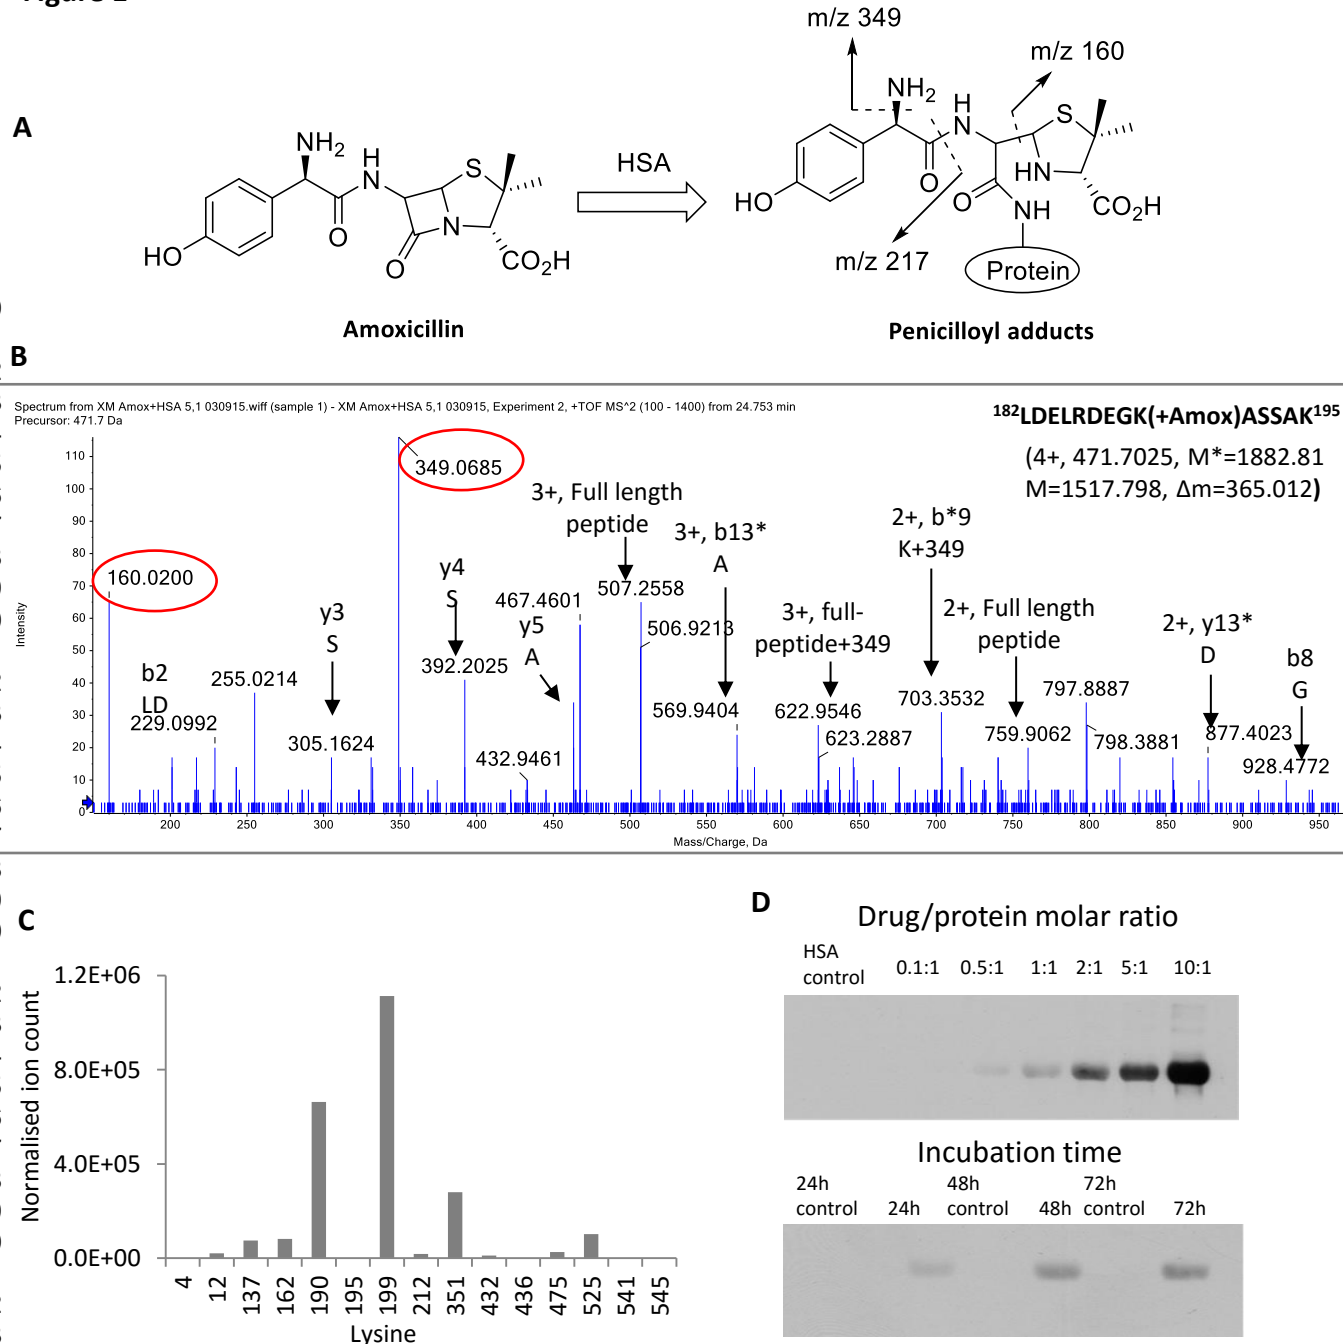 A
NH2
H
N
S
N
O
O
HO
CO2H
Amoxicillin
HSA
m/z 349
m/z 160
NH2
H
N
S
O
HN
O
NH
HO
CO2H
m/z 217
Protein
Penicilloyl adducts
B
Spectrum from XM Amox+HSA 5,1 030915.wiff (sample 1) - XM Amox+HSA 5,1 030915, Experiment 2, +TOF MS^2 (100 - 1400) from 24.753 min
Precursor: 471.7 Da
182LDELRDEGK(+Amox)ASSAK195
(4+, 471.7025, M*=1882.81
M=1517.798, Δm=365.012)
Intensity
110
100
90
80
70
60
50
40
30
20
10
0
160.0200
b2
LD
229.0992
255.0214
y3
S
305.1624
349.0685
y4
S
392.2025
432.9461
y5
A
467.4601
3+, Full length
peptide
507.2558
506.9213
3+, b13*
A
569.9404
3+, full-
peptide+349
622.9546
623.2887
2+, b*9
K+349
703.3532
2+, Full length
peptide
759.9062
797.8887
798.3881
2+, y13*
D
877.4023
b8
G
928.4772
200 250 300 350 400 450 500 550 600 650 700 750 800 850 900 950
Mass/Charge, Da
C
Normalised ion count
1.2E+06
8.0E+05
4.0E+05
0.0E+00
4 12 137 162 190 195 199 212 351 432 436 475 525 541 545
Lysine
D
Drug/protein molar ratio
HSA
control
0.1:1 0.5:1 1:1 2:1 5:1 10:1
Incubation time
24h
control
24h
48h
control
48h
72h
control
72h